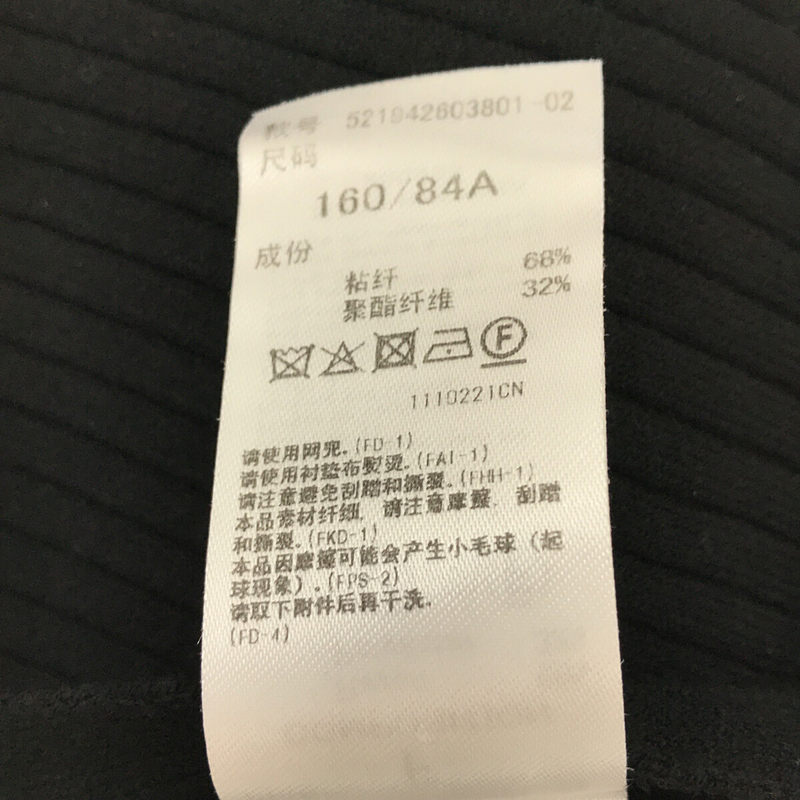 款号 521942603801-02
尺码
160/84A
成份
粘纤 68%
聚酯纤维 32%
F
1110221CN
请使用网兜。(FD-1)
请使用衬垫布熨烫。(FAI-1)
请注意避免刮蹭和撕裂。(FHH-1)
本品素材纤细，请注意摩擦、刮蹭
和撕裂。(FKD-1)
本品因摩擦可能会产生小毛球（起
球现象）。(FPS-2)
请取下附件后再干洗。
(FD-4)